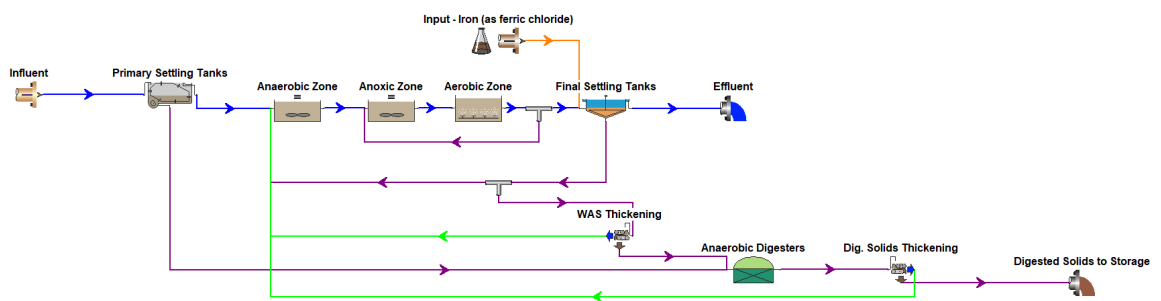 Input - Iron (as ferric chloride)
Influent
Primary Settling Tanks
Anaerobic Zone
Anoxic Zone
Aerobic Zone
Final Settling Tanks
Effluent
WAS Thickening
Anaerobic Digesters
Dig. Solids Thickening
Digested Solids to Storage